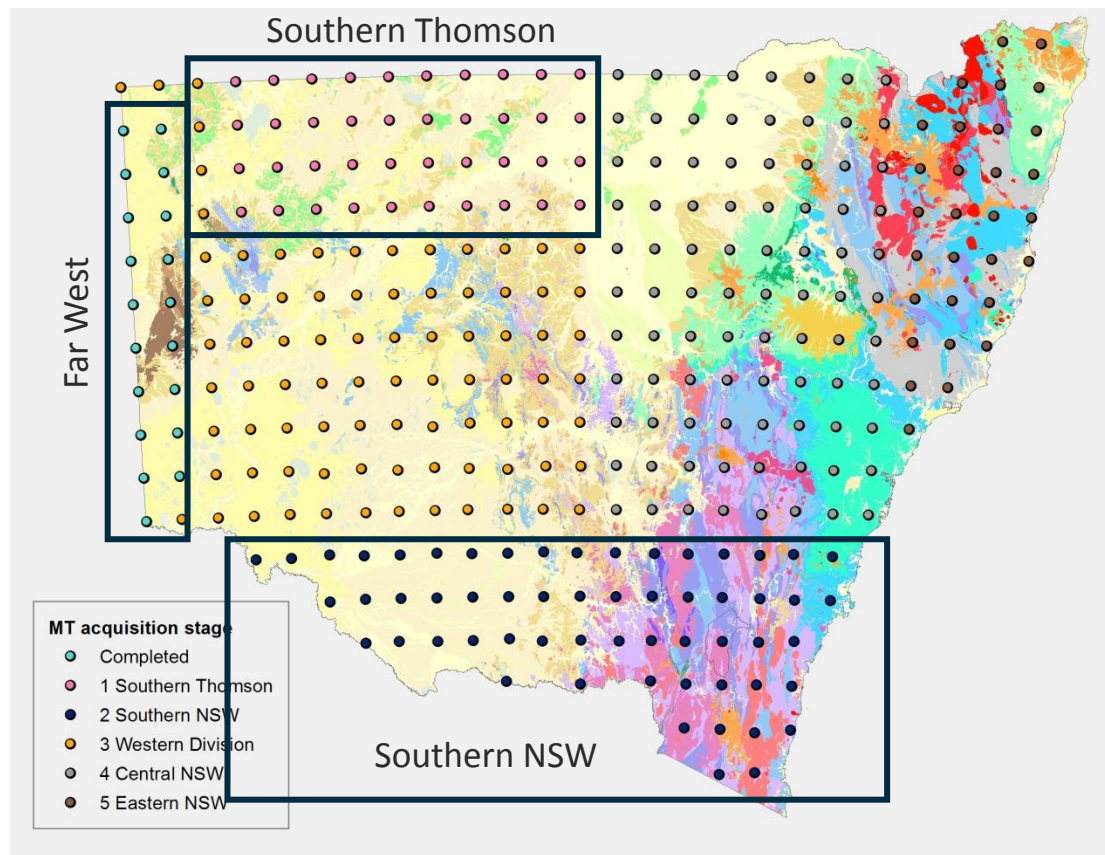 Southern Thomson
Far West
Southern NSW
MT acquisition stage
Completed
1 Southern Thomson
2 Southern NSW
3 Western Division
4 Central NSW
5 Eastern NSW